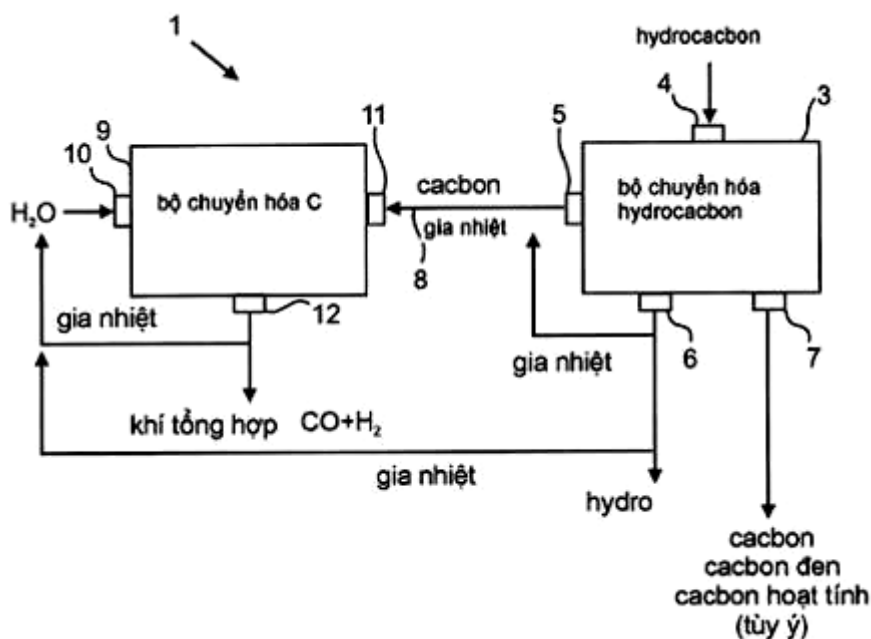 1
hydrocacbon
4
3
9
11
5
10
bộ chuyển hóa C
cacbon
bộ chuyển hóa
hydrocacbon
H₂O
gia nhiệt
8
12
gia nhiệt
6
7
gia nhiệt
khí tổng hợp CO+H₂
gia nhiệt
hydro
cacbon
cacbon đen
cacbon hoạt tính
(tùy ý)